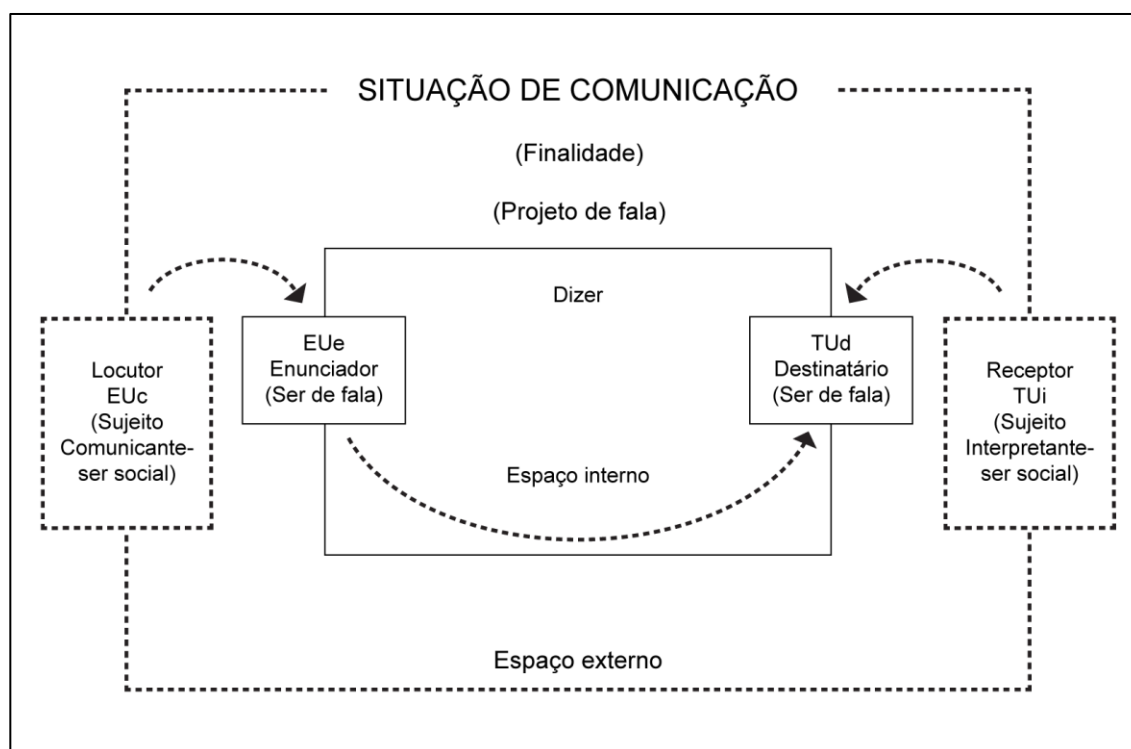 SITUAÇÃO DE COMUNICAÇÃO
(Finalidade)
(Projeto de fala)
Dizer
Locutor
EUc
(Sujeito
Comunicante-
ser social)
EUe
Enunciador
(Ser de fala)
TUd
Destinatário
(Ser de fala)
Receptor
TUi
(Sujeito
Interpretante-
ser social)
Espaço interno
Espaço externo